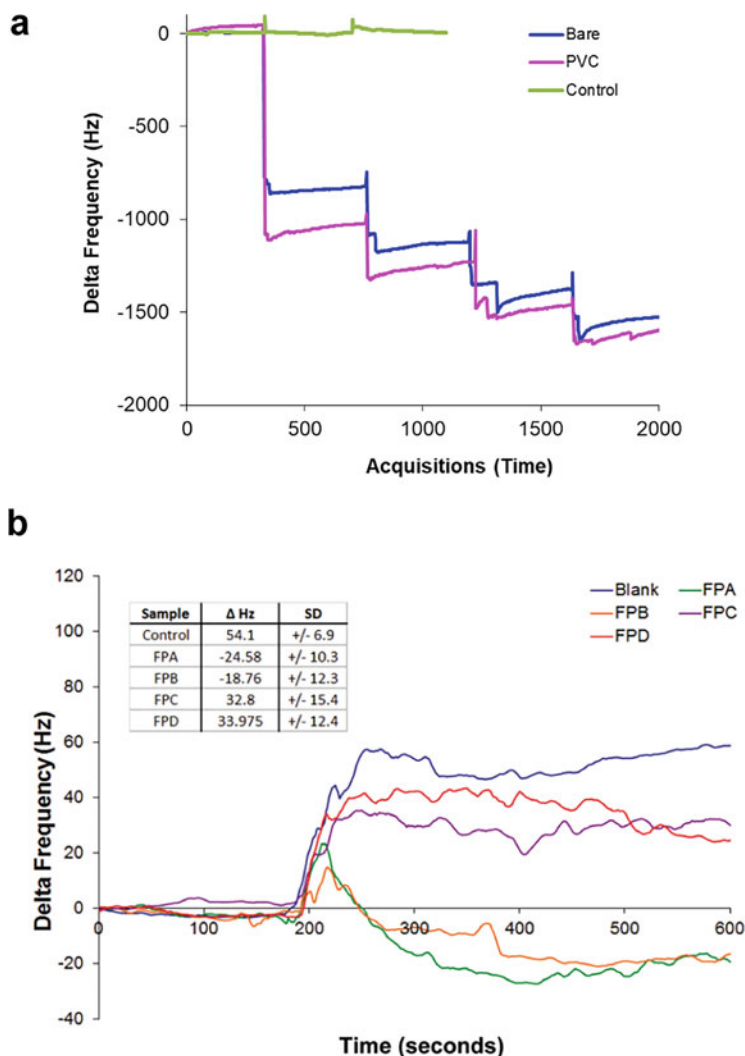 a
Bare
PVC
Control
0
-500
-1000
-1500
-2000
Delta Frequency (Hz)
0 500 1000 1500 2000
Acquisitions (Time)
b
Blank FPA
FPB FPC
FPD
Sample Δ Hz SD
Control 54.1 +/- 6.9
FPA -24.58 +/- 10.3
FPB -18.76 +/- 12.3
FPC 32.8 +/- 15.4
FPD 33.975 +/- 12.4
120
100
80
60
40
20
0
-20
-40
Delta Frequency (Hz)
0 100 200 300 400 500 600
Time (seconds)